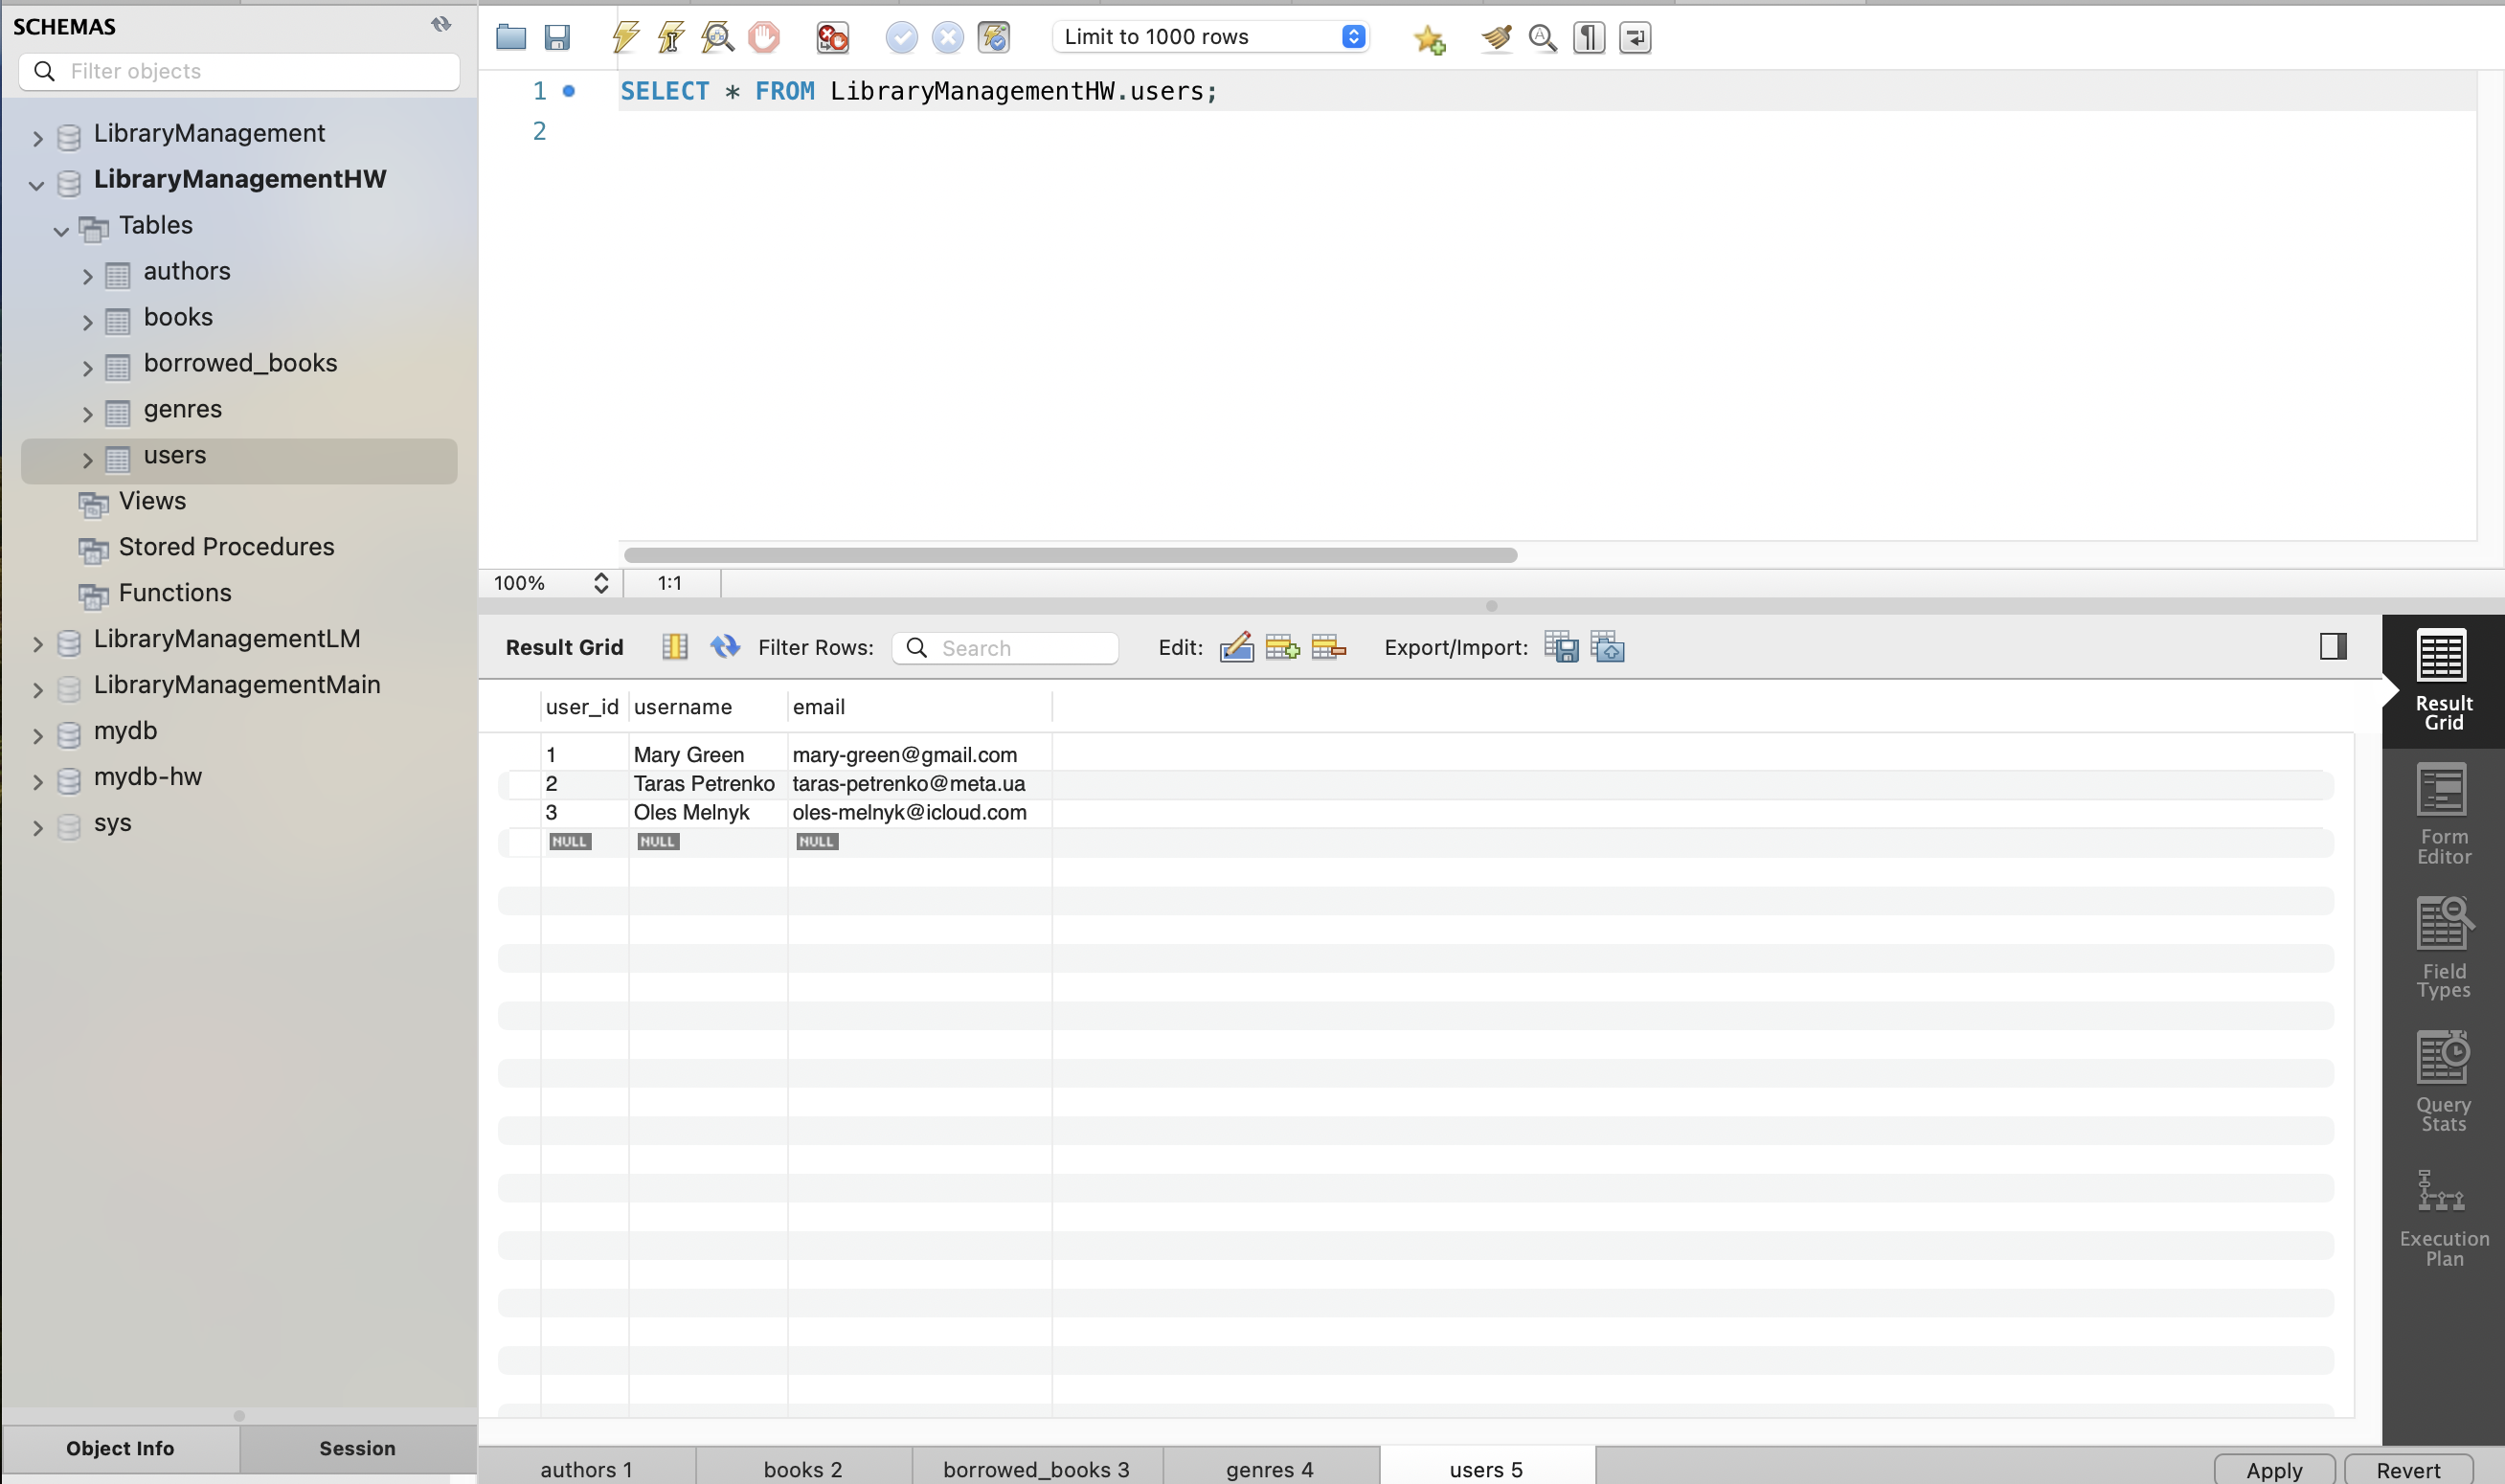 SCHEMAS
Filter objects
LibraryManagement
LibraryManagementHW
Tables
authors
books
borrowed_books
genres
users
Views
Stored Procedures
Functions
LibraryManagementLM
LibraryManagementMain
mydb
mydb-hw
sys
Object Info Session
Limit to 1000 rows
1 SELECT * FROM LibraryManagementHW.users;
2
100% 1:1
Result Grid Filter Rows: Search Edit: Export/Import:
user_id username email
1 Mary Green mary-green@gmail.com
2 Taras Petrenko taras-petrenko@meta.ua
3 Oles Melnyk oles-melnyk@icloud.com
NULL NULL NULL
Result
Grid
Form
Editor
Field
Types
Query
Stats
Execution
Plan
authors 1 books 2 borrowed_books 3 genres 4 users 5 Apply Revert